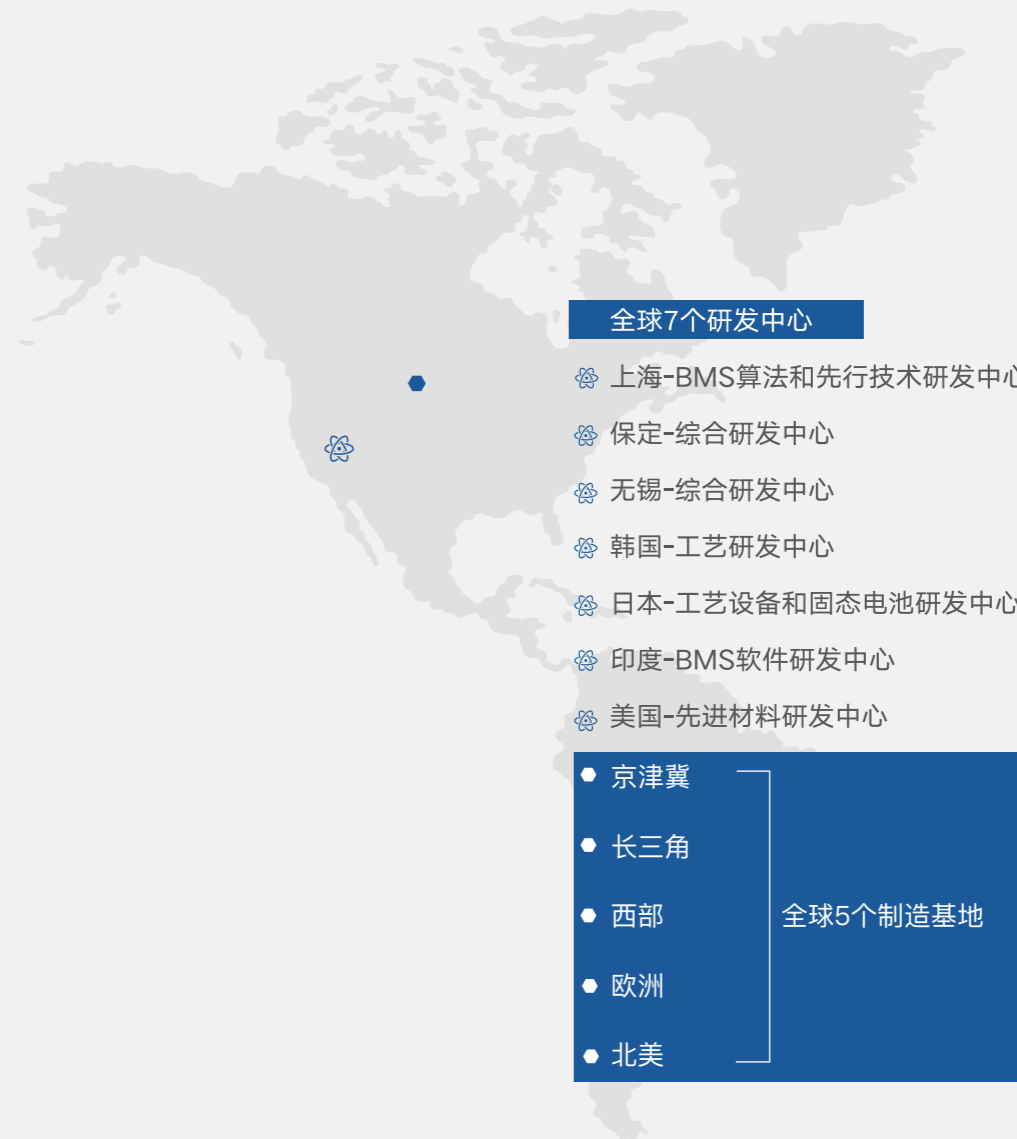 全球7个研发中心
上海-BMS算法和先行技术研发中心
保定-综合研发中心
无锡-综合研发中心
韩国-工艺研发中心
日本-工艺设备和固态电池研发中心
印度-BMS软件研发中心
美国-先进材料研发中心
京津冀
长三角
西部
全球5个制造基地
欧洲
北美